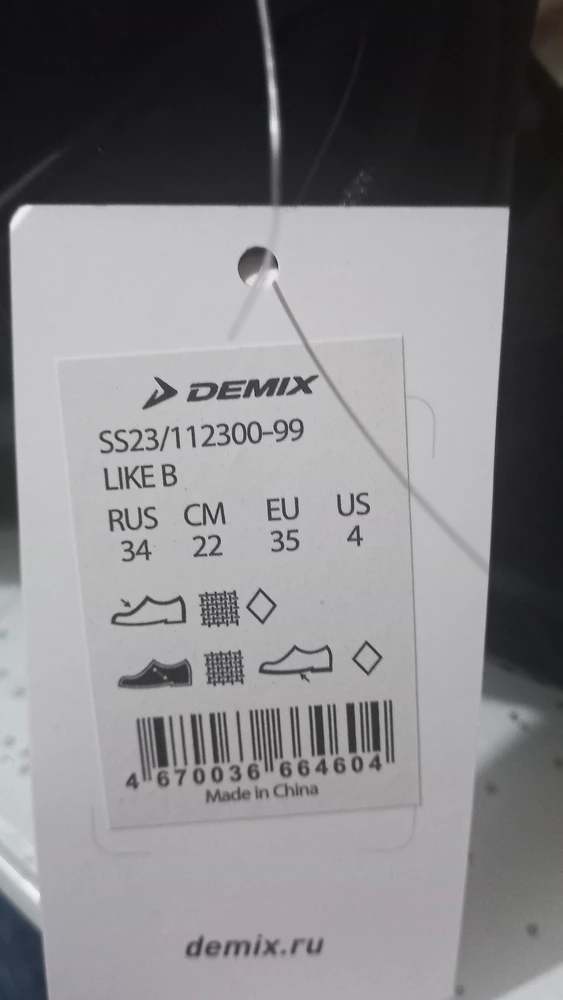 DEMIX
SS23/112300-99
LIKE B
RUS CM EU US
34 22 35 4
4 670036 664604
Made in China
demix.ru